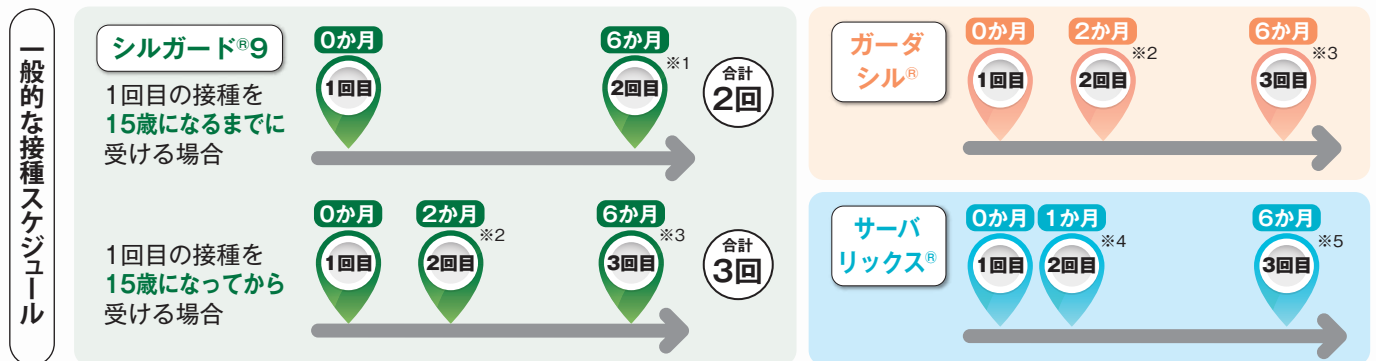 一般的な接種スケジュール
シルガード®9
1回目の接種を
15歳になるまでに
受ける場合
0か月
1回目
6か月
※1
2回目
合計
2回
1回目の接種を
15歳になってから
受ける場合
0か月
1回目
2か月
※2
2回目
6か月
※3
3回目
合計
3回
ガーダ
シル®
0か月
1回目
2か月
※2
2回目
6か月
※3
3回目
サーバ
リックス®
0か月
1回目
1か月
※4
2回目
6か月
※5
3回目